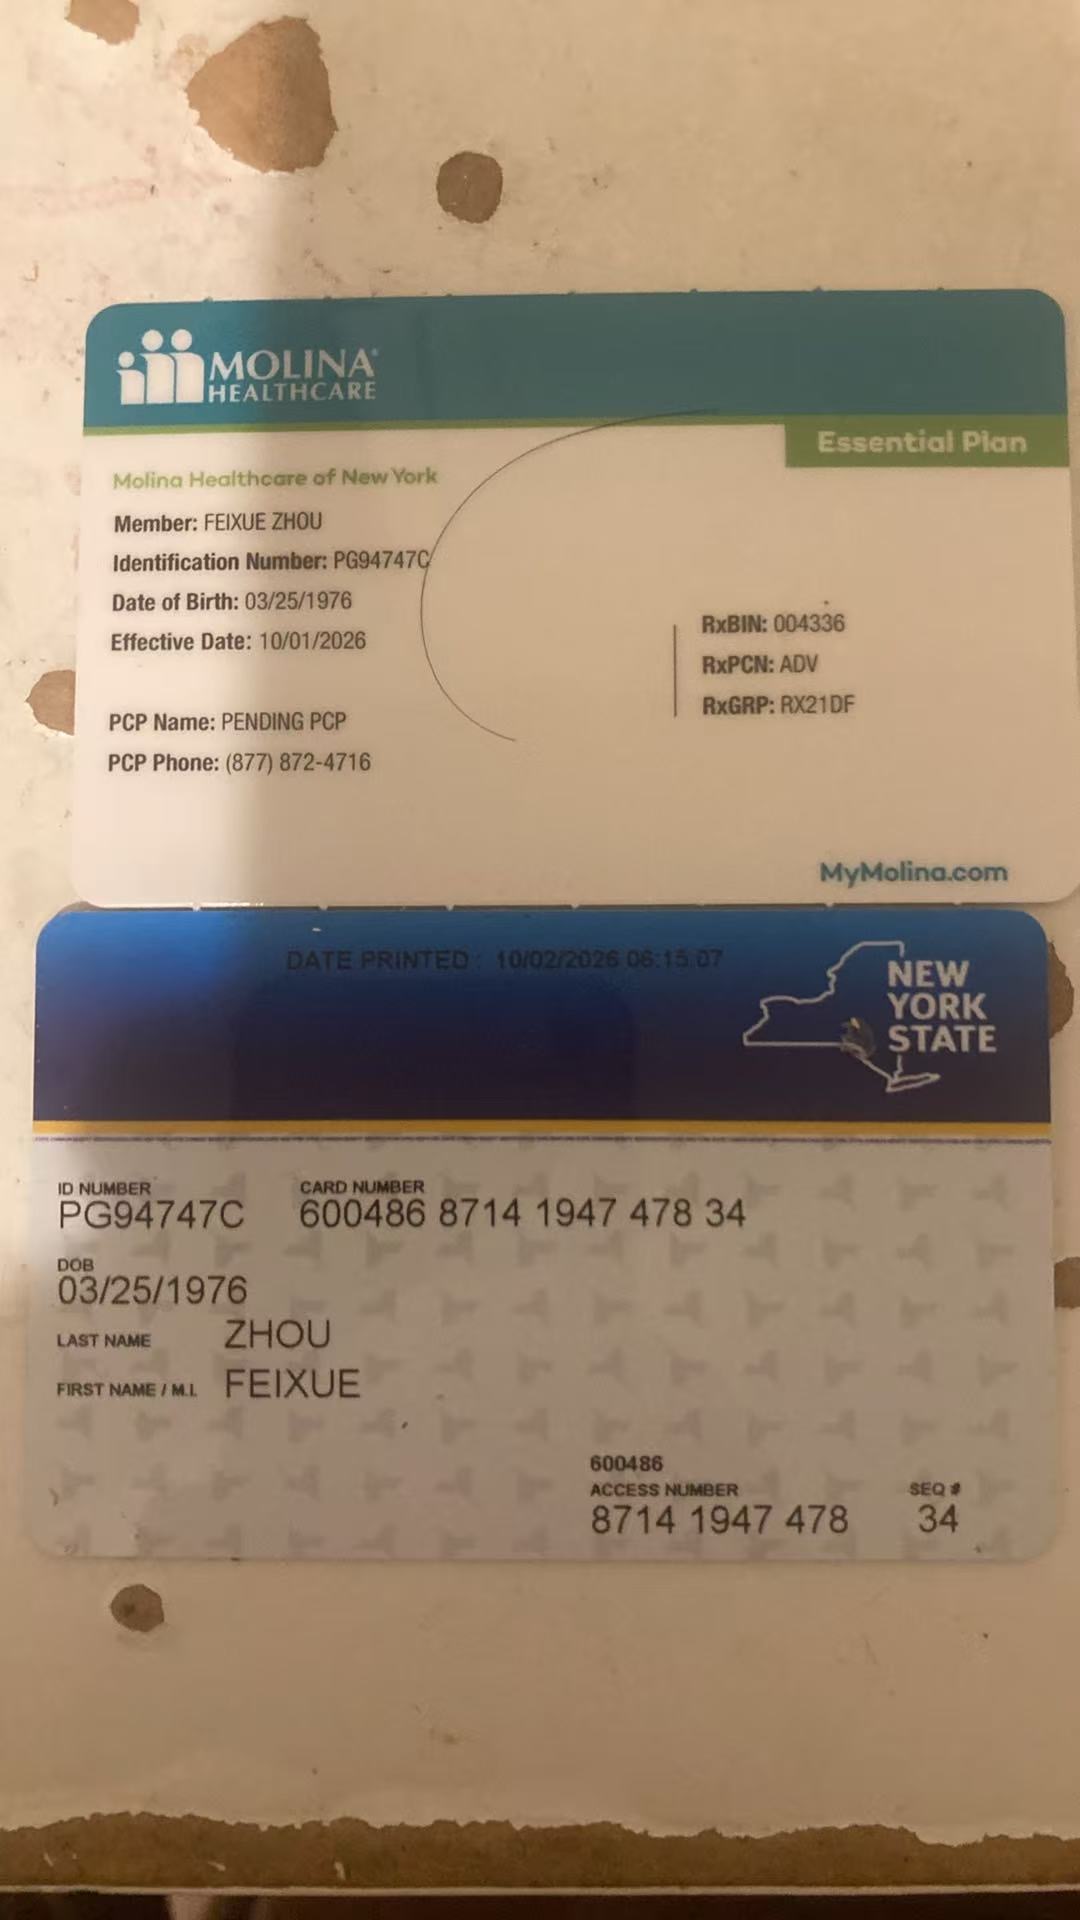 MOLINA
HEALTHCARE
Essential Plan
Molina Healthcare of New York
Member: FEIXUE ZHOU
Identification Number: PG94747C
Date of Birth: 03/25/1976
Effective Date: 10/01/2026
RxBIN: 004336
RxPCN: ADV
RxGRP: RX21DF
PCP Name: PENDING PCP
PCP Phone: (877) 872-4716
MyMolina.com
DATE PRINTED : 10/02/2026 06:15:07
NEW
YORK
STATE
ID NUMBER CARD NUMBER
PG94747C 600486 8714 1947 478 34
DOB
03/25/1976
LAST NAME ZHOU
FIRST NAME / M.I. FEIXUE
600486
ACCESS NUMBER SEQ #
8714 1947 478 34